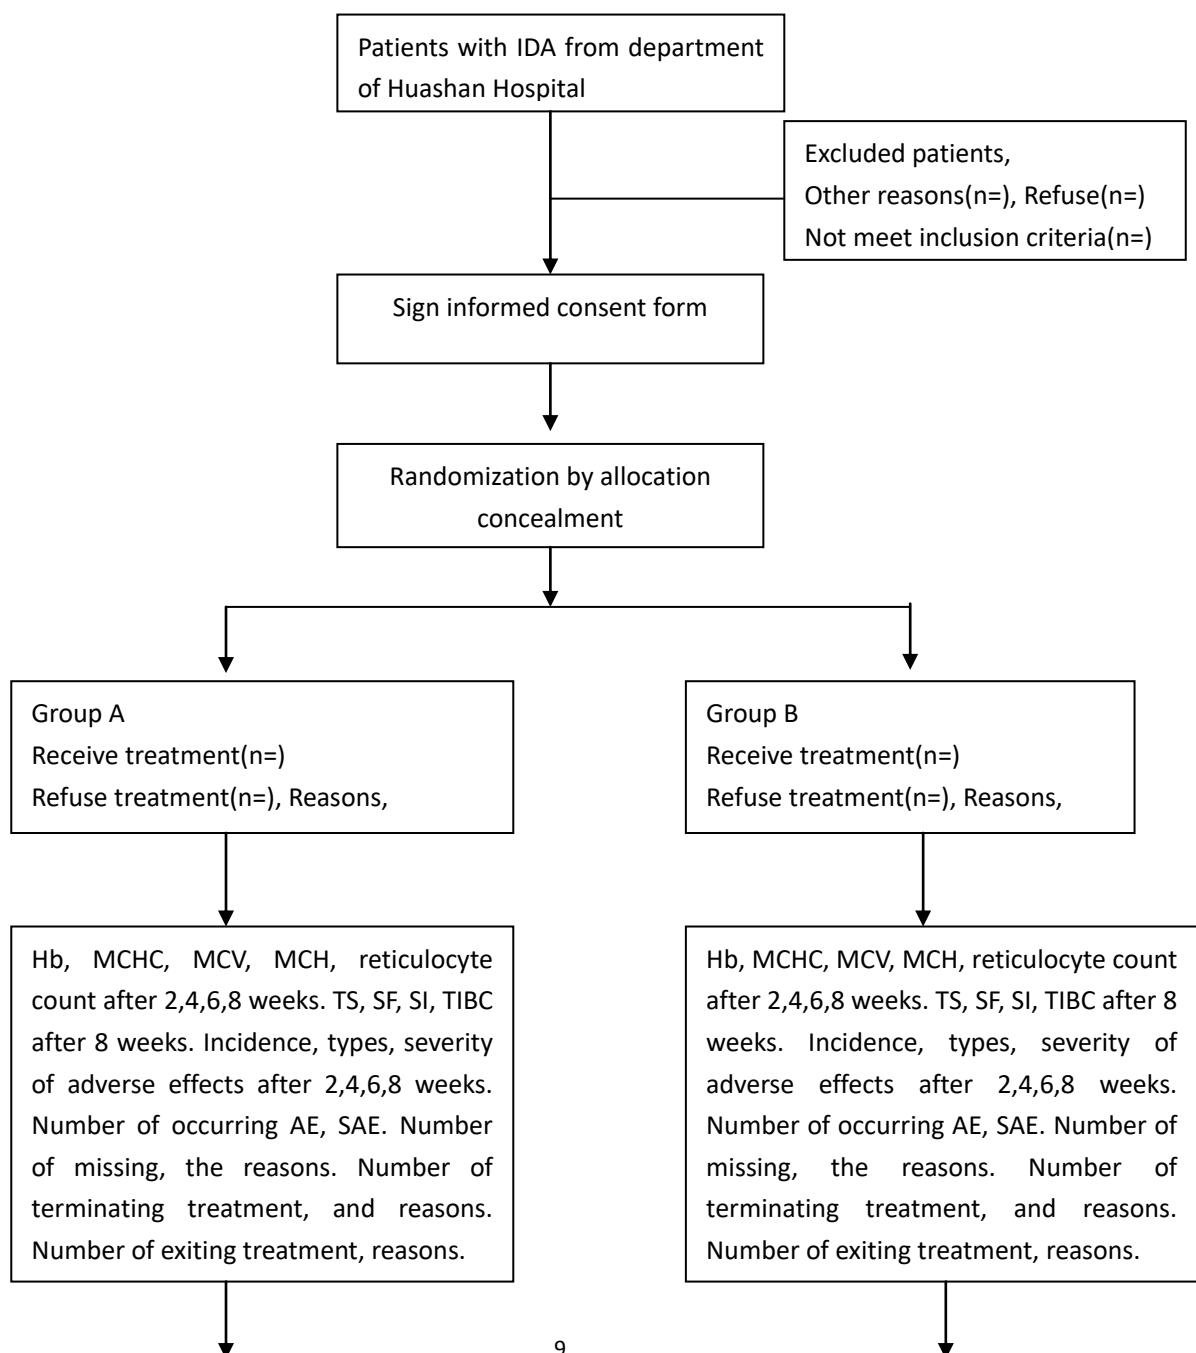 Patients with IDA from department
of Huashan Hospital
Excluded patients,
Other reasons(n=), Refuse(n=)
Not meet inclusion criteria(n=)
Sign informed consent form
Randomization by allocation
concealment
Group A
Receive treatment(n=)
Refuse treatment(n=), Reasons,
Group B
Receive treatment(n=)
Refuse treatment(n=), Reasons,
Hb, MCHC, MCV, MCH, reticulocyte
count after 2,4,6,8 weeks. TS, SF, SI, TIBC
after 8 weeks. Incidence, types, severity
of adverse effects after 2,4,6,8 weeks.
Number of occurring AE, SAE. Number
of missing, the reasons. Number of
terminating treatment, and reasons.
Number of exiting treatment, reasons.
Hb, MCHC, MCV, MCH, reticulocyte count
after 2,4,6,8 weeks. TS, SF, SI, TIBC after 8
weeks. Incidence, types, severity of
adverse effects after 2,4,6,8 weeks.
Number of occurring AE, SAE. Number of
missing, the reasons. Number of
terminating treatment, and reasons.
Number of exiting treatment, reasons.
9